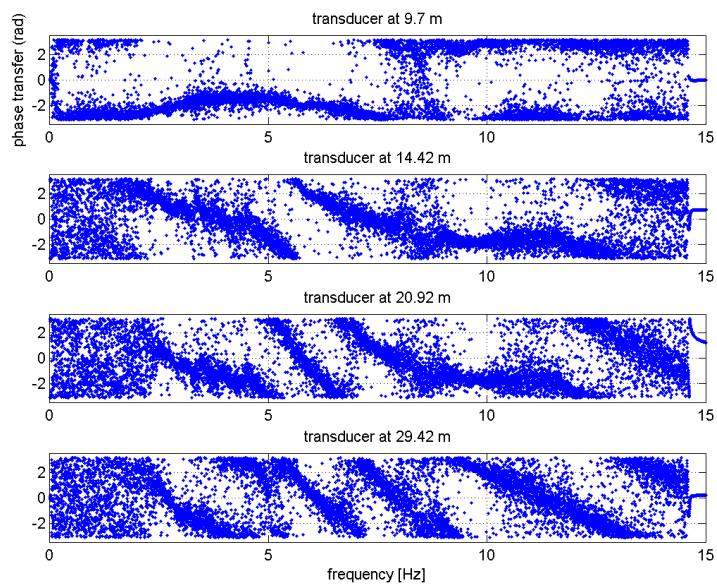 transducer at 9.7 m
phase transfer (rad)
2
0
-2
0 5 10 15
transducer at 14.42 m
2
0
-2
0 5 10 15
transducer at 20.92 m
2
0
-2
0 5 10 15
transducer at 29.42 m
2
0
-2
0 5 10 15
frequency [Hz]